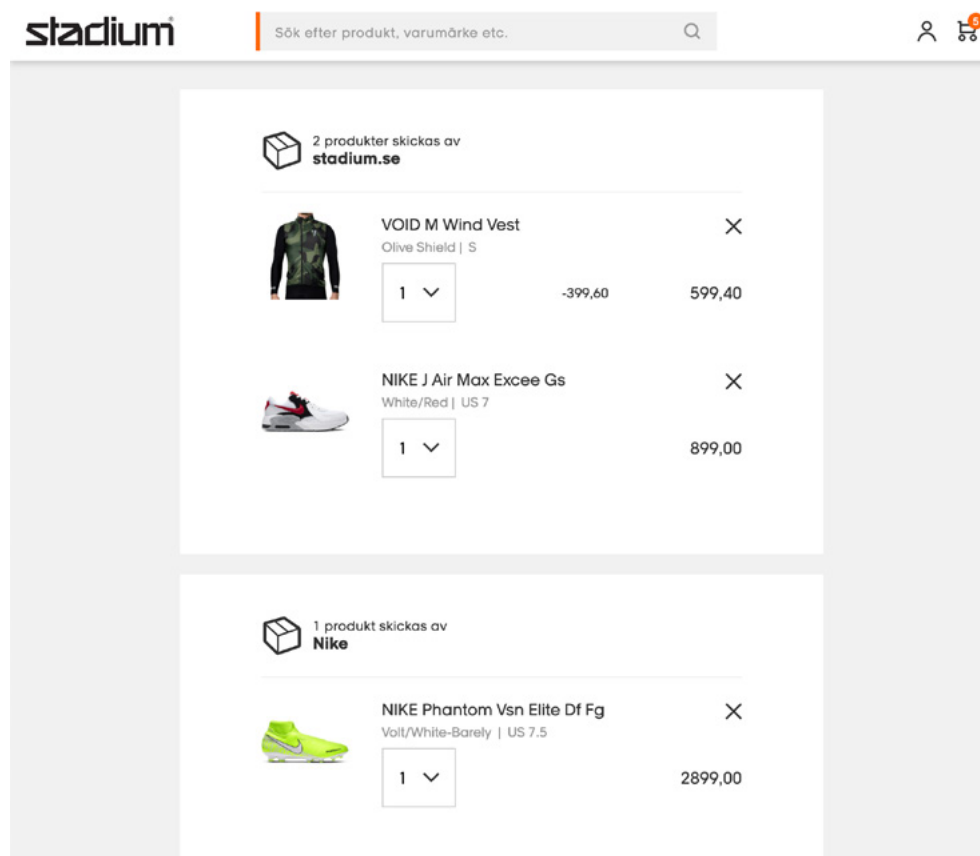 stadium
Sök efter produkt, varumärke etc.
5
2 produkter skickas av
stadium.se
VOID M Wind Vest
Olive Shield | S
1
-399,60
599,40
NIKE J Air Max Excee Gs
White/Red | US 7
1
899,00
1 produkt skickas av
Nike
NIKE Phantom Vsn Elite Df Fg
Volt/White-Barely | US 7.5
1
2899,00